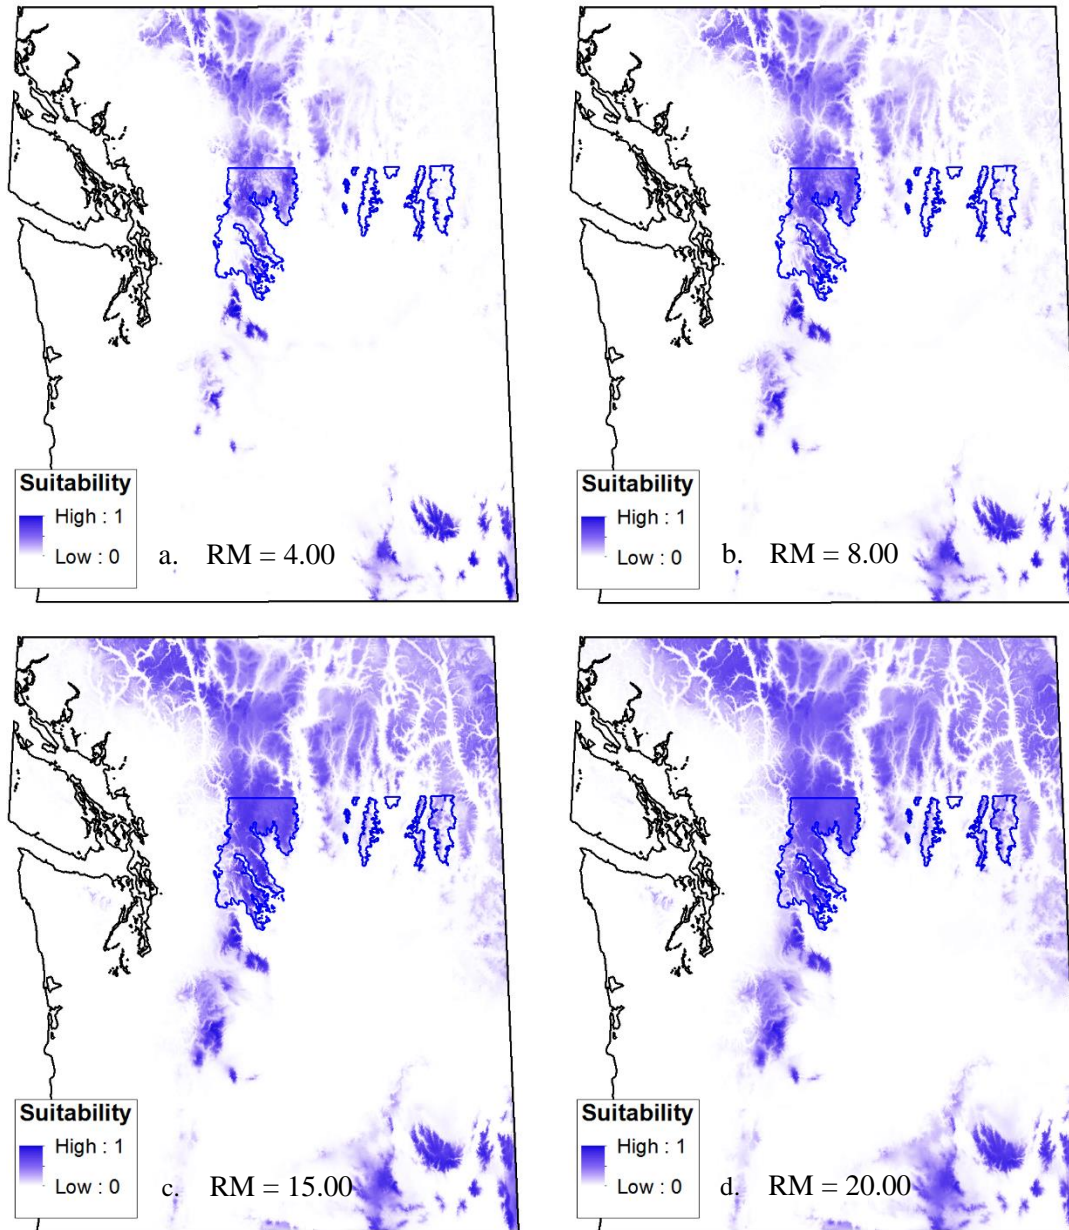 Suitability
High : 1
Low : 0
a. RM = 4.00
Suitability
High : 1
Low : 0
b. RM = 8.00
Suitability
High : 1
Low : 0
c. RM = 15.00
Suitability
High : 1
Low : 0
d. RM = 20.00